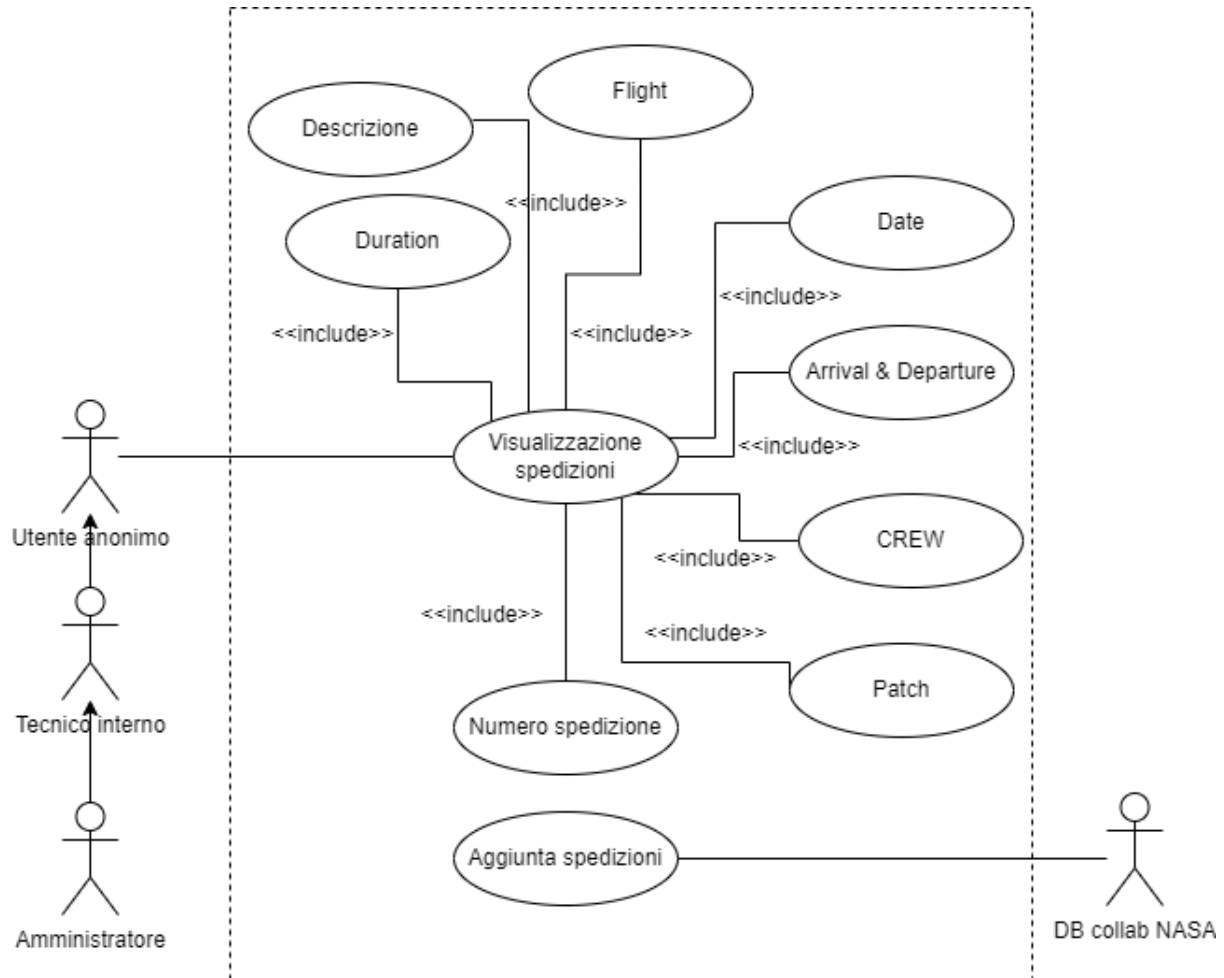 Flight
Descrizione
<<include>>
Date
Duration
<<include>>
<<include>>
<<include>>
Arrival & Departure
Visualizzazione
spedizioni
<<include>>
Utente anonimo
CREW
<<include>>
<<include>>
<<include>>
Patch
Tecnico interno
Numero spedizione
Aggiunta spedizioni
DB collab NASA
Amministratore